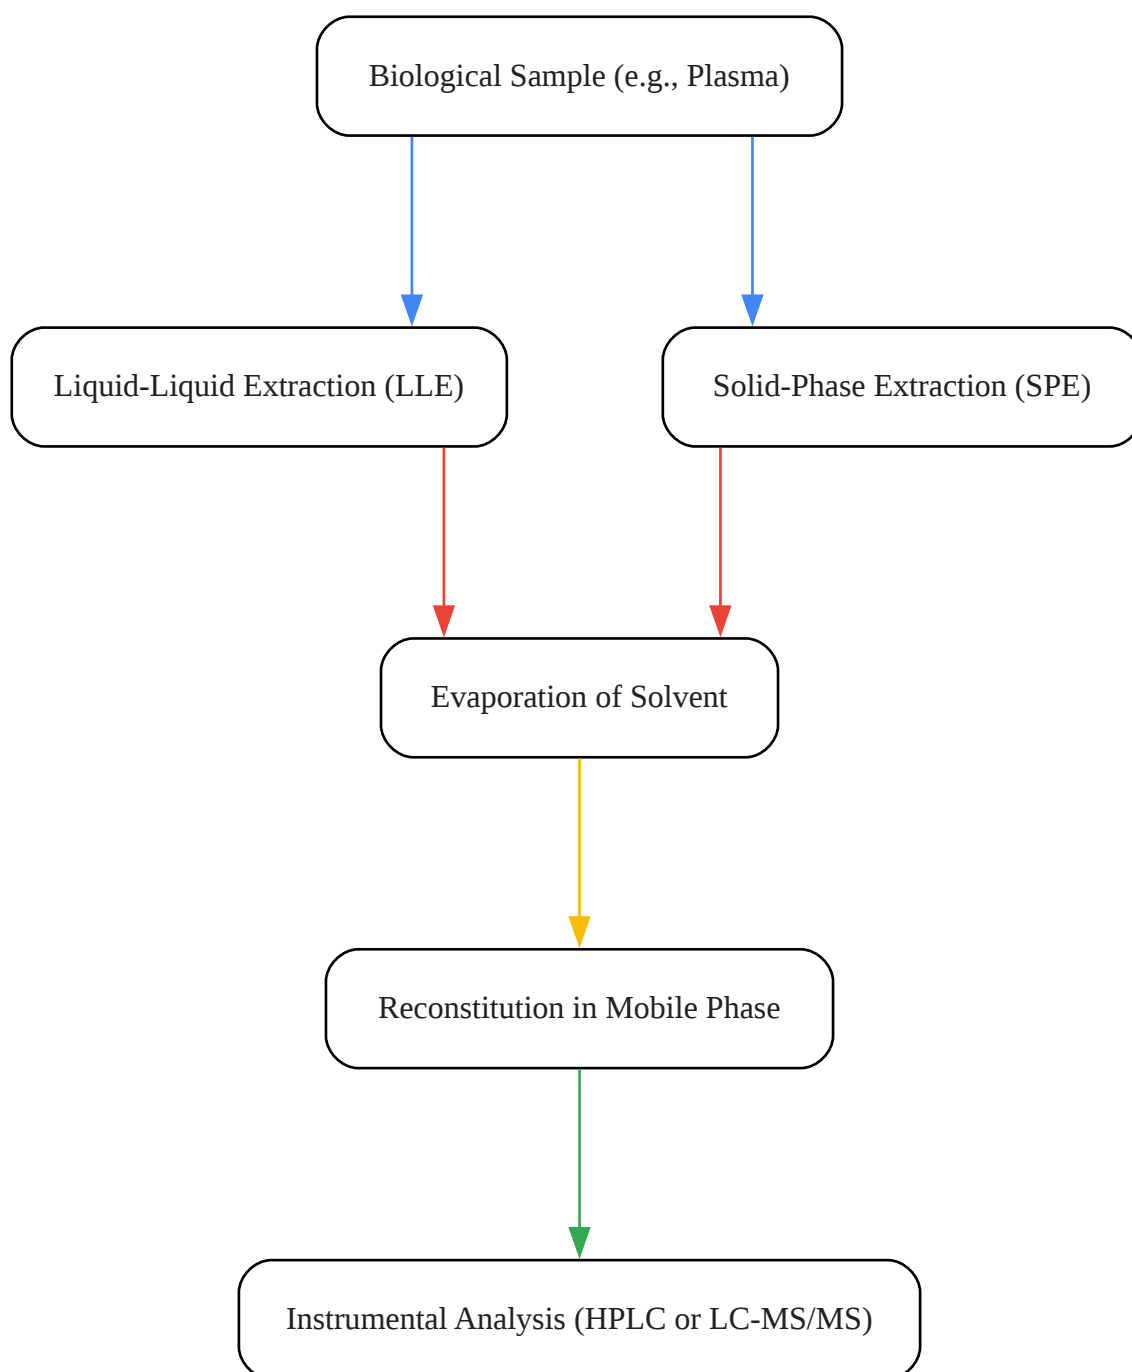 Biological Sample (e.g., Plasma)
Liquid-Liquid Extraction (LLE)
Solid-Phase Extraction (SPE)
Evaporation of Solvent
Reconstitution in Mobile Phase
Instrumental Analysis (HPLC or LC-MS/MS)